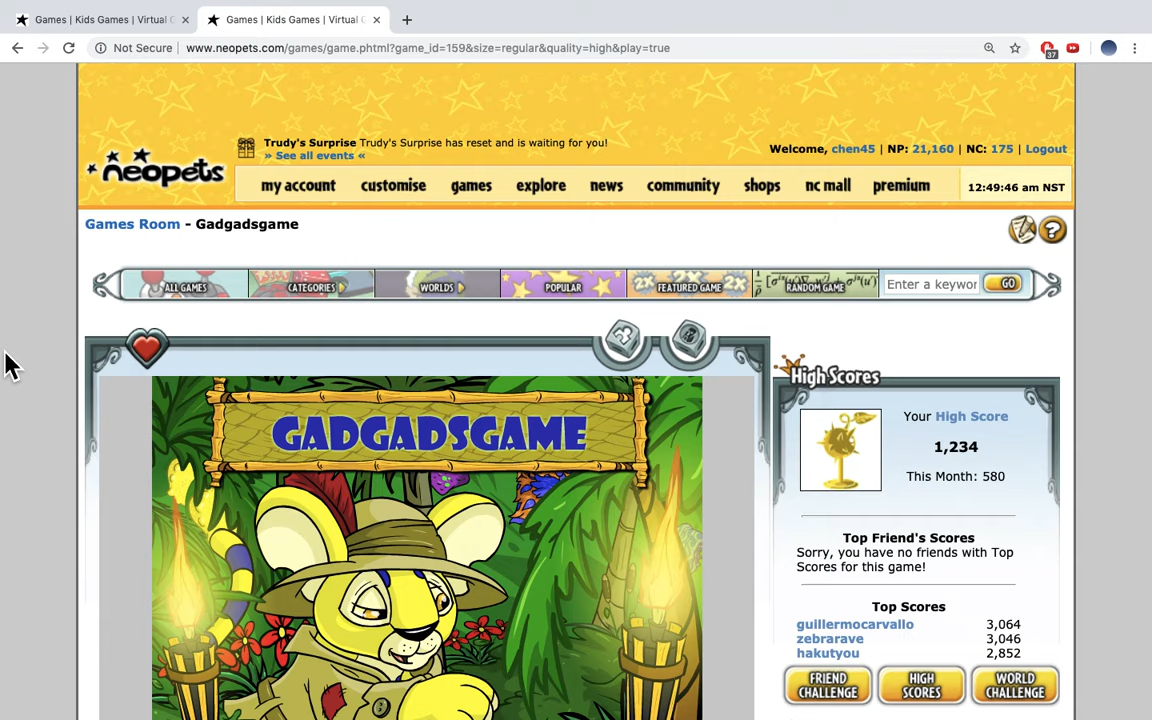 Games | Kids Games | Virtual G
Games | Kids Games | Virtual G
Not Secure | www.neopets.com/games/game.phtml?game_id=159&size=regular&quality=high&play=true
37
Trudy's Surprise Trudy's Surprise has reset and is waiting for you!
» See all events «
Welcome, chen45 | NP: 21,160 | NC: 175 | Logout
neopets
my account customise games explore news community shops nc mall premium 12:49:46 am NST
Games Room - Gadgadsgame
ALL GAMES CATEGORIES WORLDS POPULAR FEATURED GAME RANDOM GAME Enter a keywor GO
High Scores
GADGADSGAME
Your High Score
1,234
This Month: 580
Top Friend's Scores
Sorry, you have no friends with Top
Scores for this game!
Top Scores
guillermocarvallo 3,064
zebrarave 3,046
hakutyou 2,852
FRIEND CHALLENGE HIGH SCORES WORLD CHALLENGE